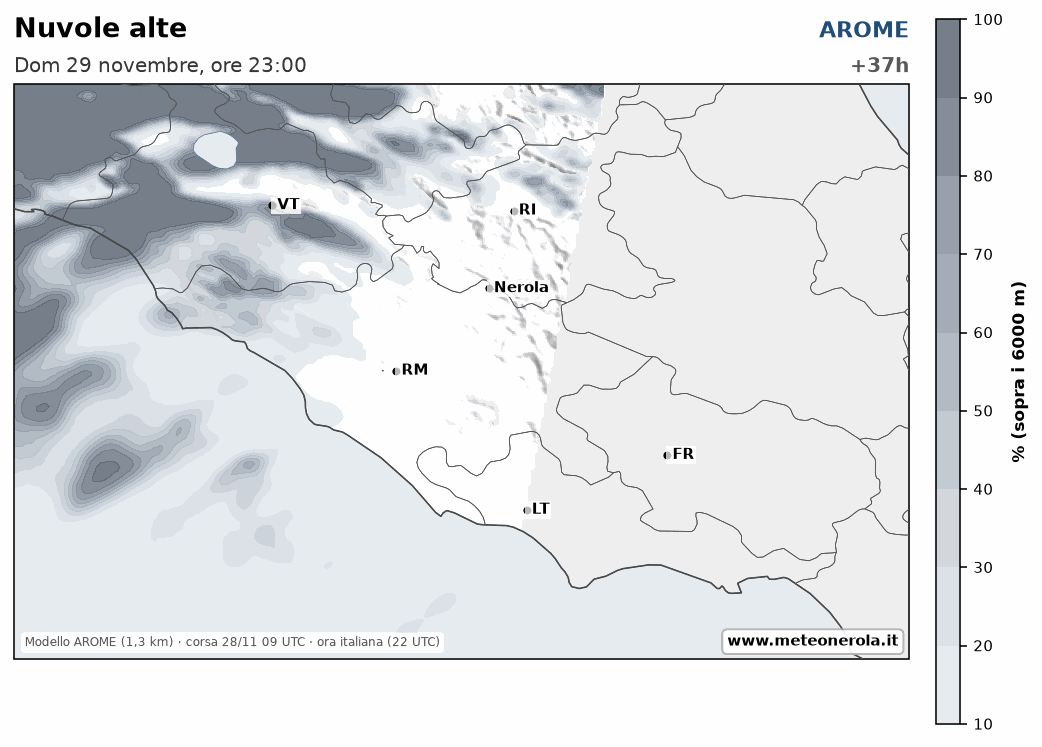 Nuvole alte
AROME
Dom 29 novembre, ore 23:00
+37h
VT
RI
Nerola
RM
FR
LT
Modello AROME (1,3 km) · corsa 28/11 09 UTC · ora italiana (22 UTC)
www.meteonerola.it
100
90
80
70
60
50
40
30
20
10
% (sopra i 6000 m)